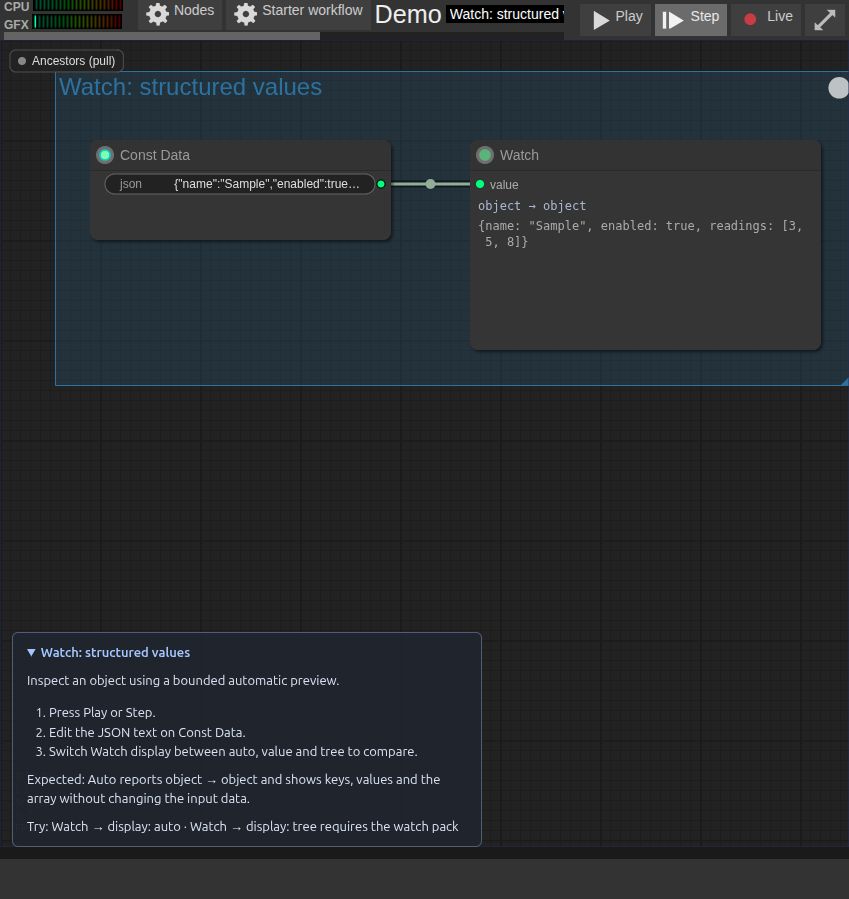 CPU
GFX
Nodes
Starter workflow
Demo
Watch: structured
Play
Step
Live
Ancestors (pull)
Watch: structured values
Const Data
json {"name":"Sample","enabled":true…
Watch
value
object → object
{name: "Sample", enabled: true, readings: [3,
5, 8]}
▼ Watch: structured values
Inspect an object using a bounded automatic preview.
1. Press Play or Step.
2. Edit the JSON text on Const Data.
3. Switch Watch display between auto, value and tree to compare.
Expected: Auto reports object → object and shows keys, values and the
array without changing the input data.
Try: Watch → display: auto · Watch → display: tree requires the watch pack